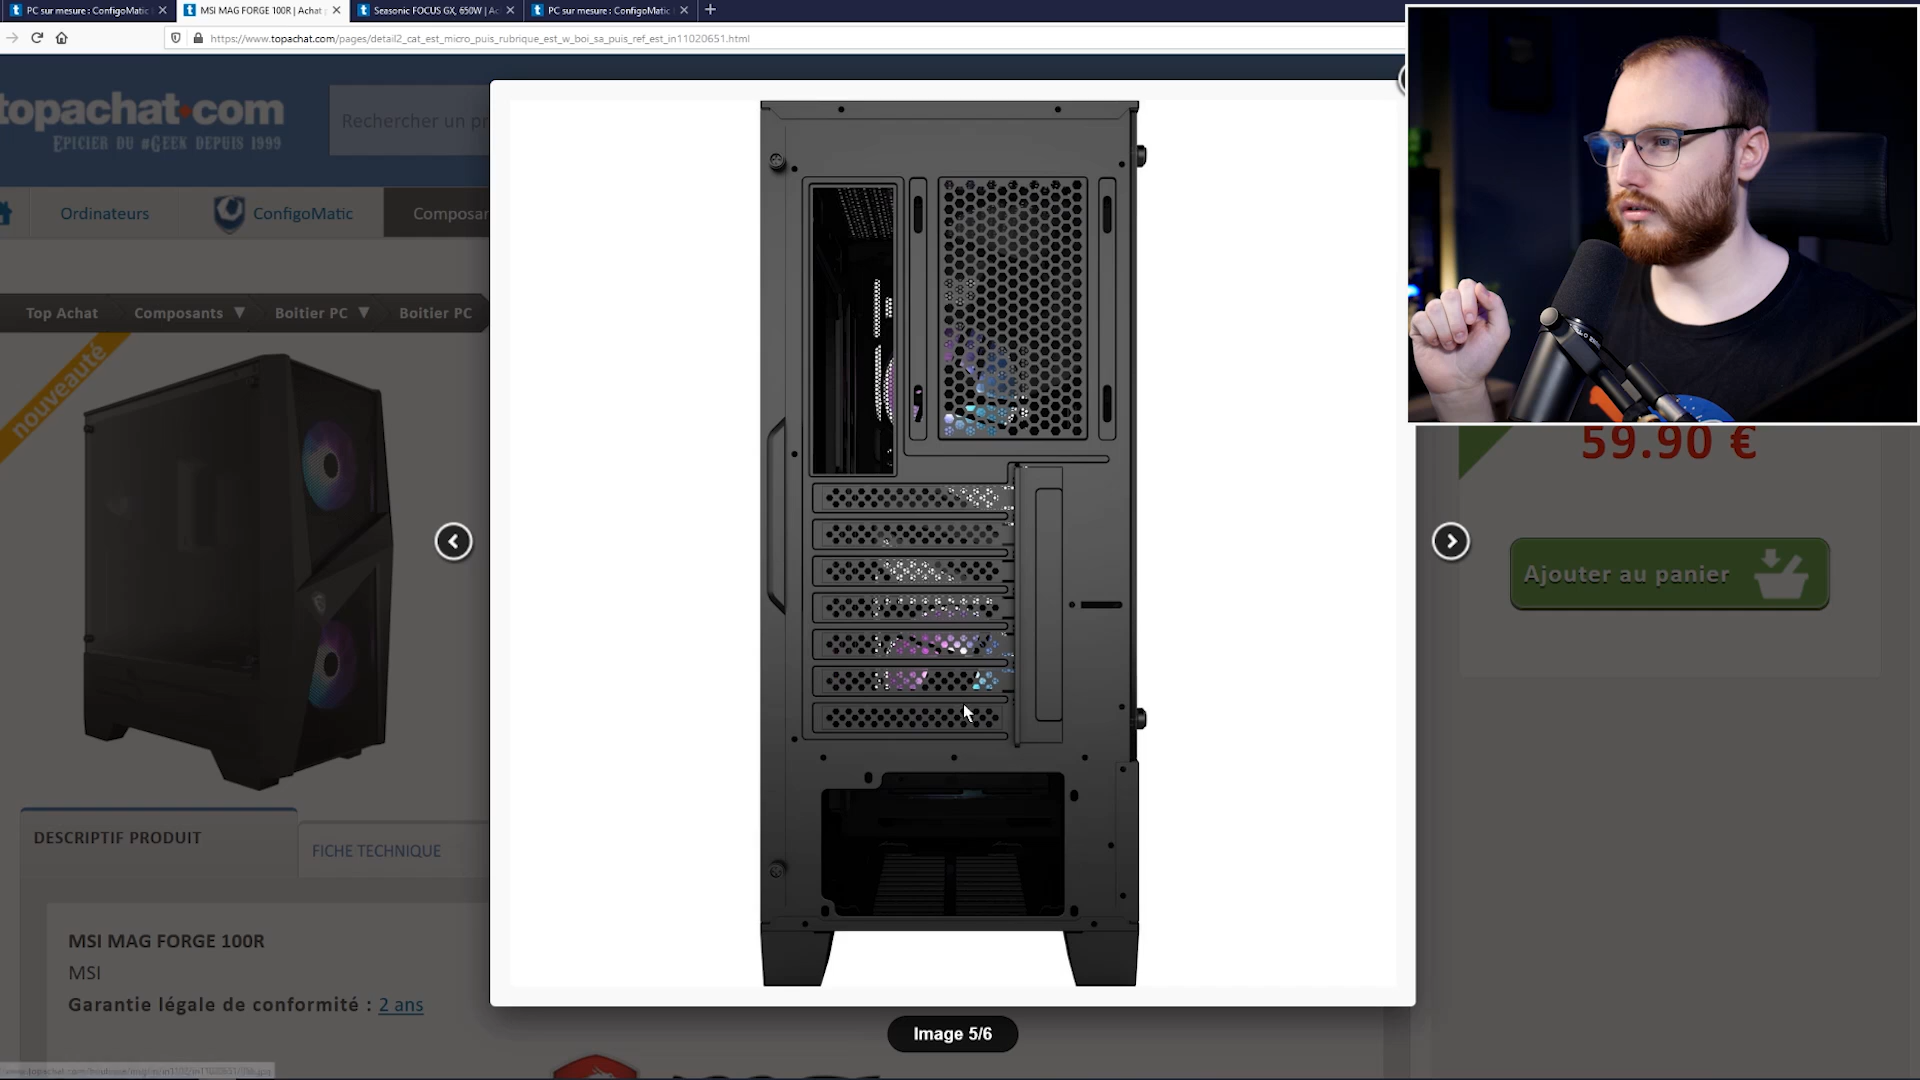 PC sur mesure : ConfigoMatic
MSI MAG FORGE 100R | Achat
Seasonic FOCUS GX, 650W | Ac
PC sur mesure : ConfigoMatic
https://www.topachat.com/pages/detail2_cat_est_micro_puis_rubrique_est_w_boi_sa_puis_ref_est_in11020651.html
topachat.com
EPICIER DU #GEEK DEPUIS 1999
Rechercher un pr
Ordinateurs
ConfigoMatic
Composan
Top Achat
Composants ▼
Boitier PC ▼
Boitier PC
nouveauté
59.90 €
Ajouter au panier
DESCRIPTIF PRODUIT
FICHE TECHNIQUE
MSI MAG FORGE 100R
MSI
Garantie légale de conformité : 2 ans
Image 5/6